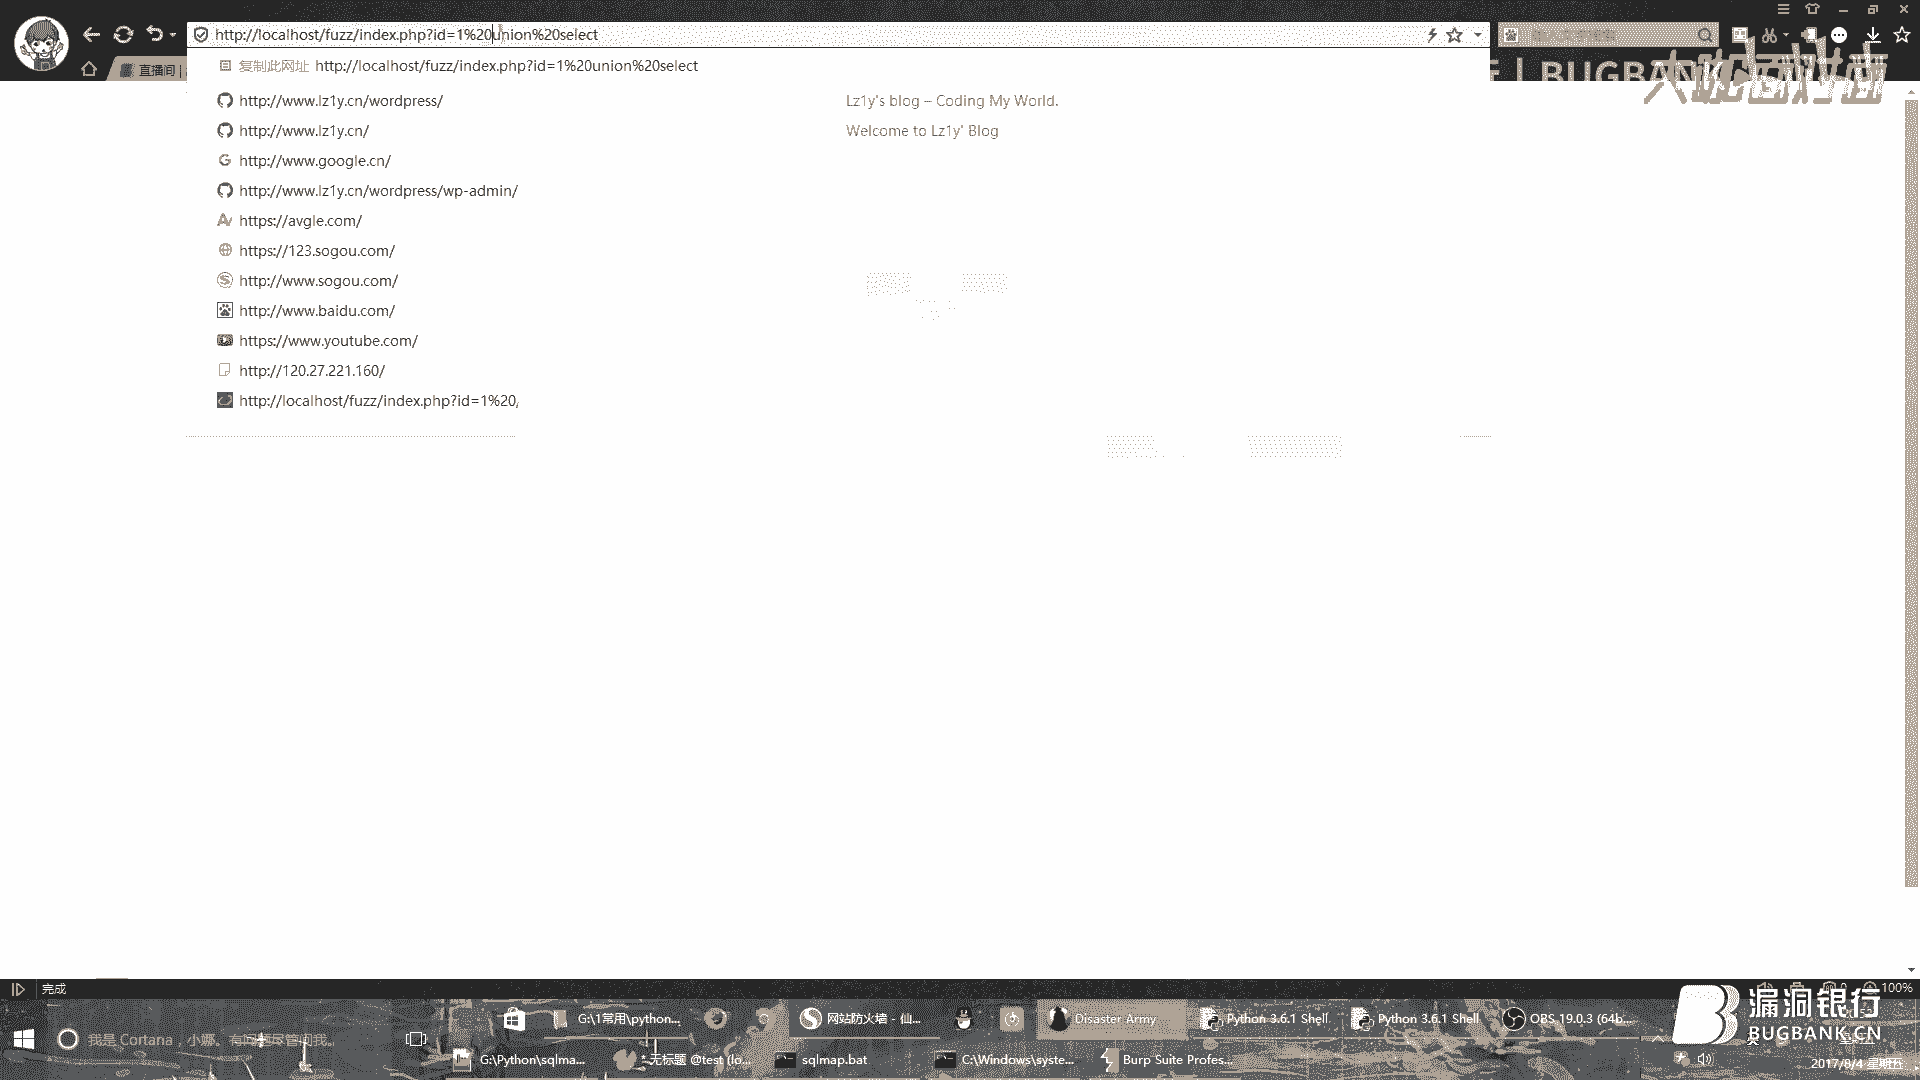 http://localhost/fuzz/index.php?id=1%20union%20select
直播间 |
| BUGBANK
大咖面对面
复制此网址 http://localhost/fuzz/index.php?id=1%20union%20select
http://www.lz1y.cn/wordpress/ Lz1y's blog – Coding My World.
http://www.lz1y.cn/ Welcome to Lz1y' Blog
http://www.google.cn/
http://www.lz1y.cn/wordpress/wp-admin/
https://avgle.com/
https://123.sogou.com/
http://www.sogou.com/
http://www.baidu.com/
https://www.youtube.com/
http://120.27.221.160/
http://localhost/fuzz/index.php?id=1%20,
完成 100%
漏洞银行
BUGBANK.CN
G:\1常用\python... 网站防火墙 - 仙... Disaster Army Python 3.6.1 Shell Python 3.6.1 Shell OBS 19.0.3 (64b...
我是 Cortana，小娜。有问题尽管问我。
G:\Python\sqlma... *无标题 @test (lo... sqlmap.bat C:\Windows\syste... Burp Suite Profes...
2017/8/4 星期五